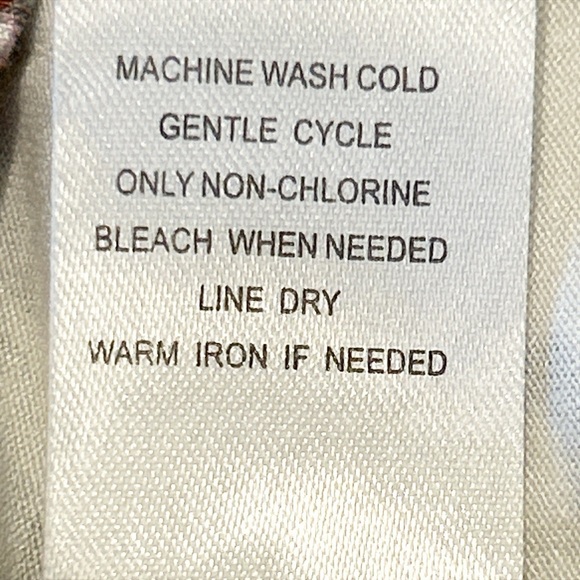 MACHINE WASH COLD
GENTLE CYCLE
ONLY NON-CHLORINE
BLEACH WHEN NEEDED
LINE DRY
WARM IRON IF NEEDED